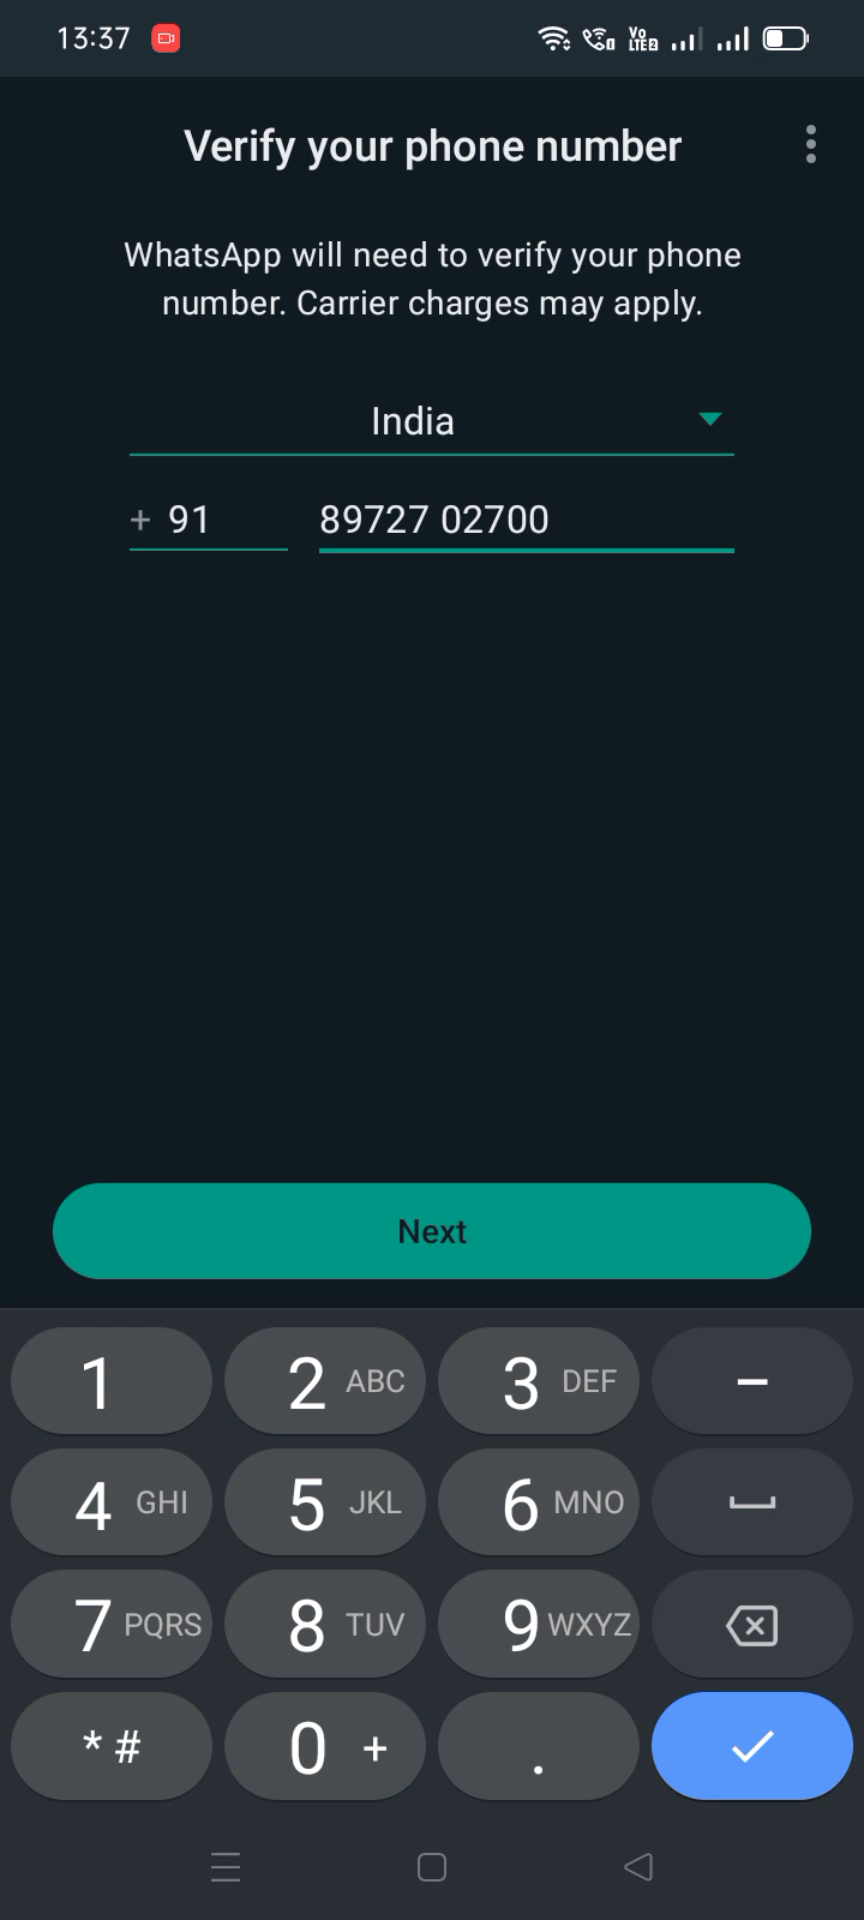 13:37
Vo LTE2
Verify your phone number
WhatsApp will need to verify your phone
number. Carrier charges may apply.
India
+ 91 89727 02700
Next
1 2 ABC 3 DEF –
4 GHI 5 JKL 6 MNO
7 PQRS 8 TUV 9 WXYZ
* # 0 + .